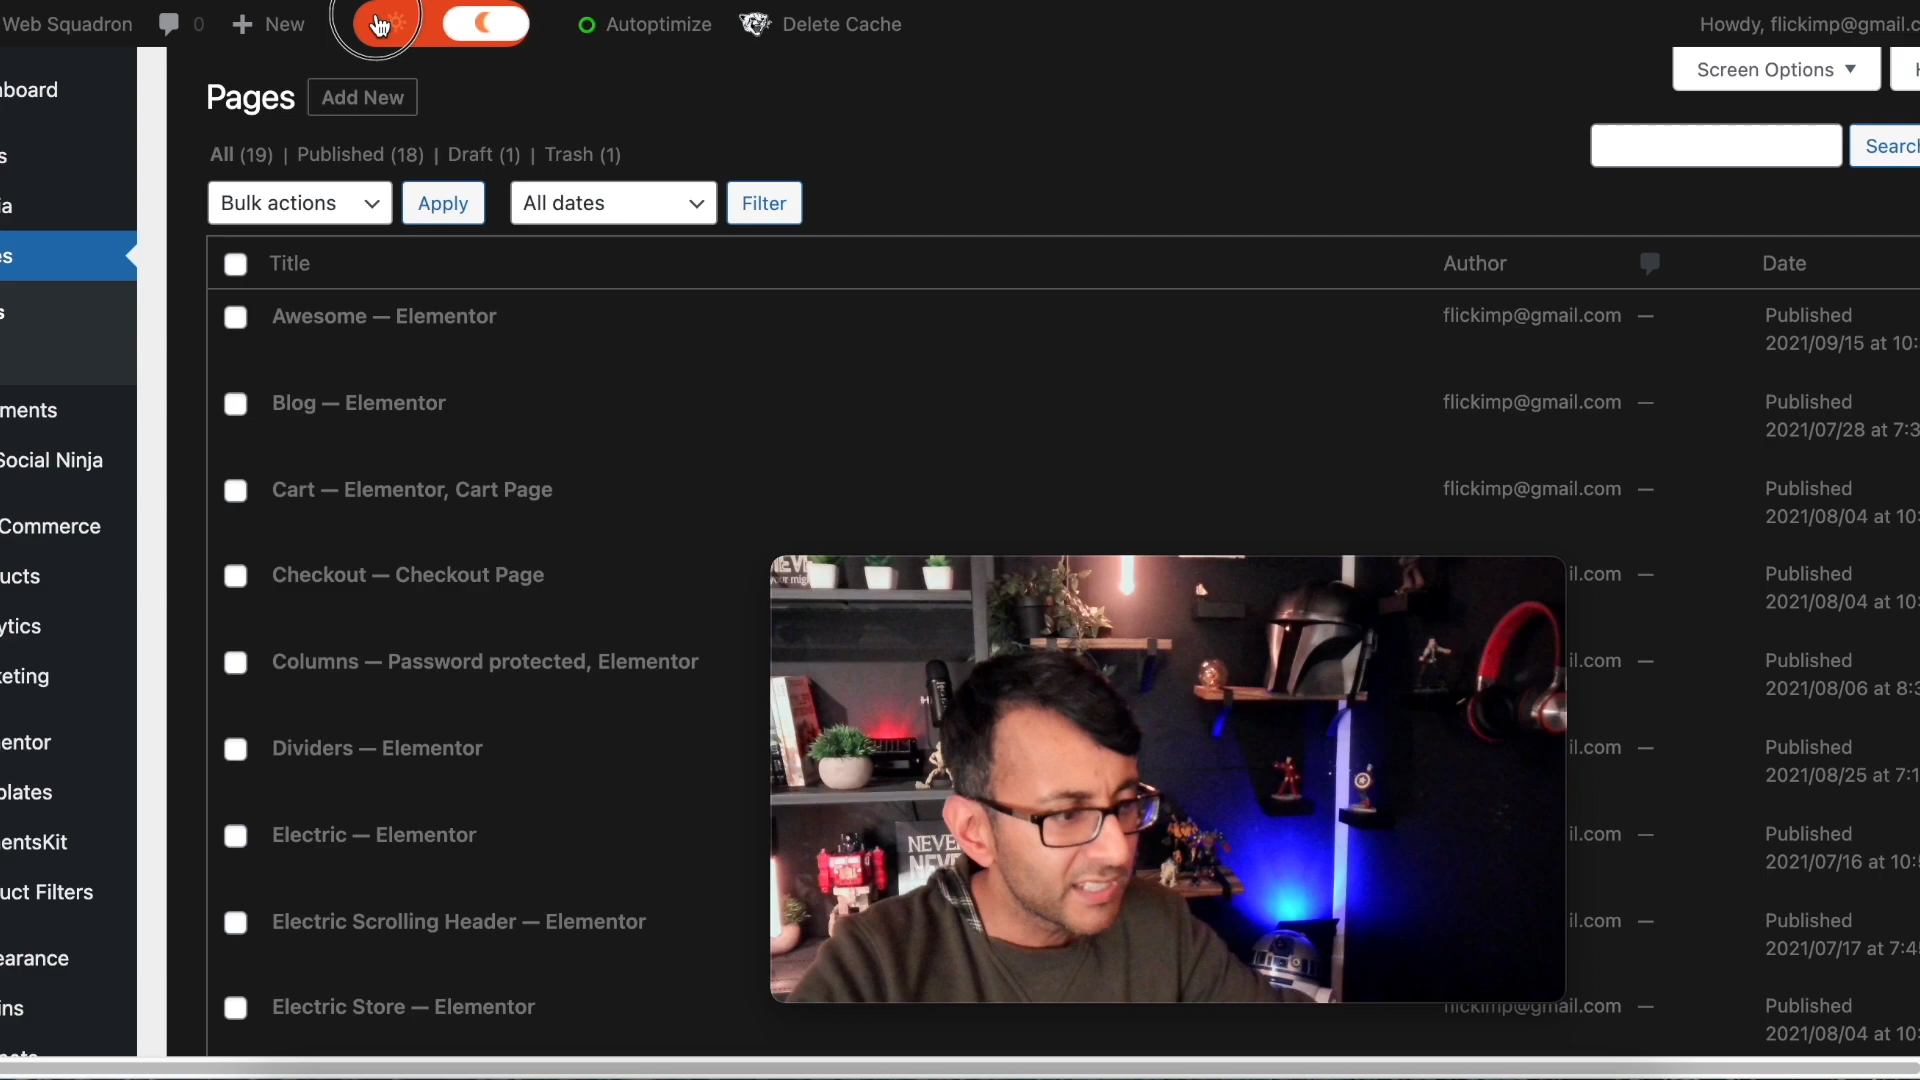 Web Squadron 0 New Autoptimize Delete Cache Howdy, flickimp@gmail.c
Screen Options
Pages Add New
All (19) | Published (18) | Draft (1) | Trash (1)
Search
Bulk actions Apply All dates Filter
Title Author Date
Awesome — Elementor flickimp@gmail.com — Published
2021/09/15 at 10:
Blog — Elementor flickimp@gmail.com — Published
2021/07/28 at 7:3
Cart — Elementor, Cart Page flickimp@gmail.com — Published
2021/08/04 at 10:
Checkout — Checkout Page il.com — Published
2021/08/04 at 10:
Columns — Password protected, Elementor il.com — Published
2021/08/06 at 8:3
Dividers — Elementor il.com — Published
2021/08/25 at 7:1
Electric — Elementor il.com — Published
2021/07/16 at 10:
Electric Scrolling Header — Elementor il.com — Published
2021/07/17 at 7:4
Electric Store — Elementor flickimp@gmail.com — Published
2021/08/04 at 10:
board
s
ia
es
s
ments
Social Ninja
Commerce
ucts
ytics
eting
entor
plates
entsKit
uct Filters
earance
ins
NEVER